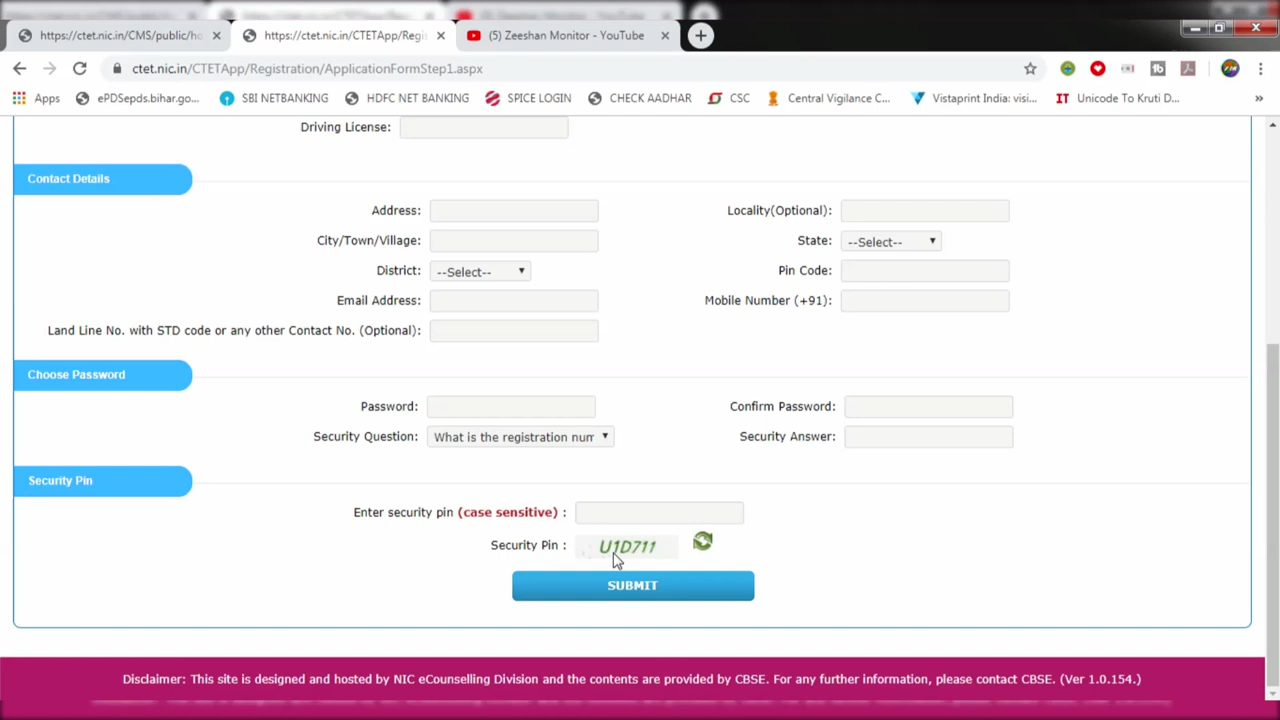 https://ctet.nic.in/CMS/public/ho
https://ctet.nic.in/CTETApp/Regi
(5) Zeeshan Monitor - YouTube
ctet.nic.in/CTETApp/Registration/ApplicationFormStep1.aspx
Apps ePDSepds.bihar.go... SBI NETBANKING HDFC NET BANKING SPICE LOGIN CHECK AADHAR CSC Central Vigilance C... Vistaprint India: visi... IT Unicode To Kruti D... »
Driving License:
Contact Details
Address: Locality(Optional):
City/Town/Village: State: --Select--
District: --Select-- Pin Code:
Email Address: Mobile Number (+91):
Land Line No. with STD code or any other Contact No. (Optional):
Choose Password
Password: Confirm Password:
Security Question: What is the registration num Security Answer:
Security Pin
Enter security pin (case sensitive) :
Security Pin : U1D711
SUBMIT
Disclaimer: This site is designed and hosted by NIC eCounselling Division and the contents are provided by CBSE. For any further information, please contact CBSE. (Ver 1.0.154.)